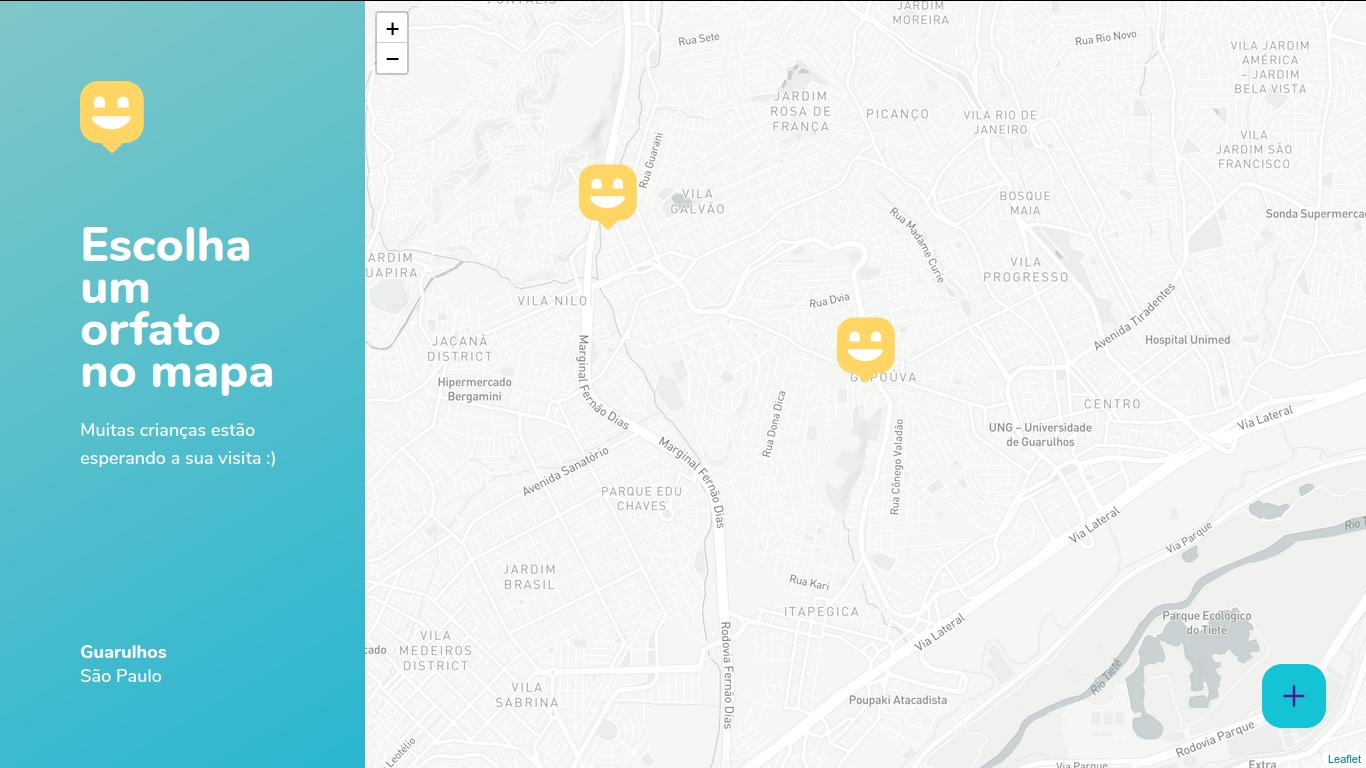 Escolha
um
orfato
no mapa
Muitas crianças estão
esperando a sua visita :)
Guarulhos
São Paulo
+
−
JARDIM
MOREIRA
Rua Sete
Rua Rio Novo
VILA JARDIM
AMÉRICA
– JARDIM
BELA VISTA
JARDIM
ROSA DE
FRANÇA
PICANÇO
VILA RIO DE
JANEIRO
VILA
JARDIM SÃO
FRANCISCO
Rua Guarani
VILA
GALVÃO
BOSQUE
MAIA
Sonda Supermerca
Rua Madame Curie
ARDIM
UAPIRA
VILA
PROGRESSO
VILA NILO
Rua Dvia
Avenida Tiradentes
Hospital Unimed
JAÇANÃ
DISTRICT
Marginal Fernão Dias
Hipermercado
Bergamini
GOPOÚVA
Rua Dona Dica
CENTRO
Via Lateral
UNG – Universidade
de Guarulhos
Rua Cônego Valadão
Marginal Fernão Dias
Avenida Sanatório
PARQUE EDU
CHAVES
Via Lateral
Via Parque
Rio T
JARDIM
BRASIL
Rua Kari
ITAPEGICA
Via Lateral
Parque Ecológico
do Tietê
cado
VILA
MEDEIROS
DISTRICT
Rodovia Fernão Dias
Rio Tietê
VILA
SABRINA
Poupaki Atacadista
Leotélio
Rodovia Parque
Via Parque
Extra
Leaflet